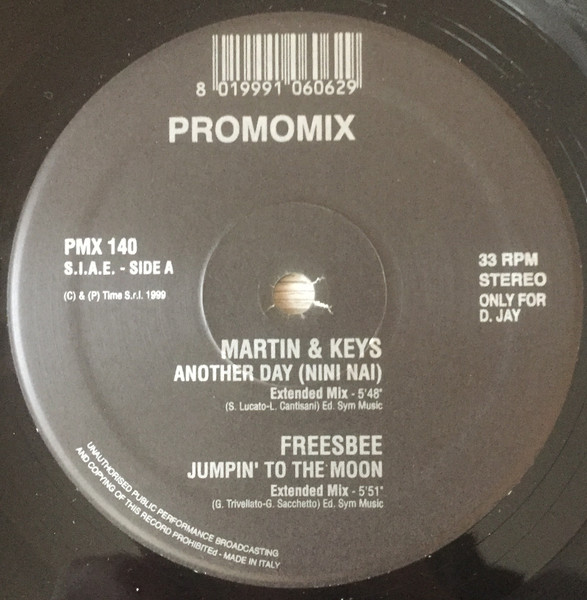 8 019991 060629
PROMOMIX
PMX 140
S.I.A.E. - SIDE A
(C) & (P) Time S.r.l. 1999
33 RPM
STEREO
ONLY FOR
D. JAY
MARTIN & KEYS
ANOTHER DAY (NINI NAI)
Extended Mix - 5'48"
(S. Lucato-L. Cantisani) Ed. Sym Music
FREESBEE
JUMPIN' TO THE MOON
Extended Mix - 5'51"
(G. Trivellato-G. Sacchetto) Ed. Sym Music
UNAUTHORISED PUBLIC PERFORMANCE BROADCASTING
AND COPYING OF THIS RECORD PROHIBITEd - MADE IN ITALY